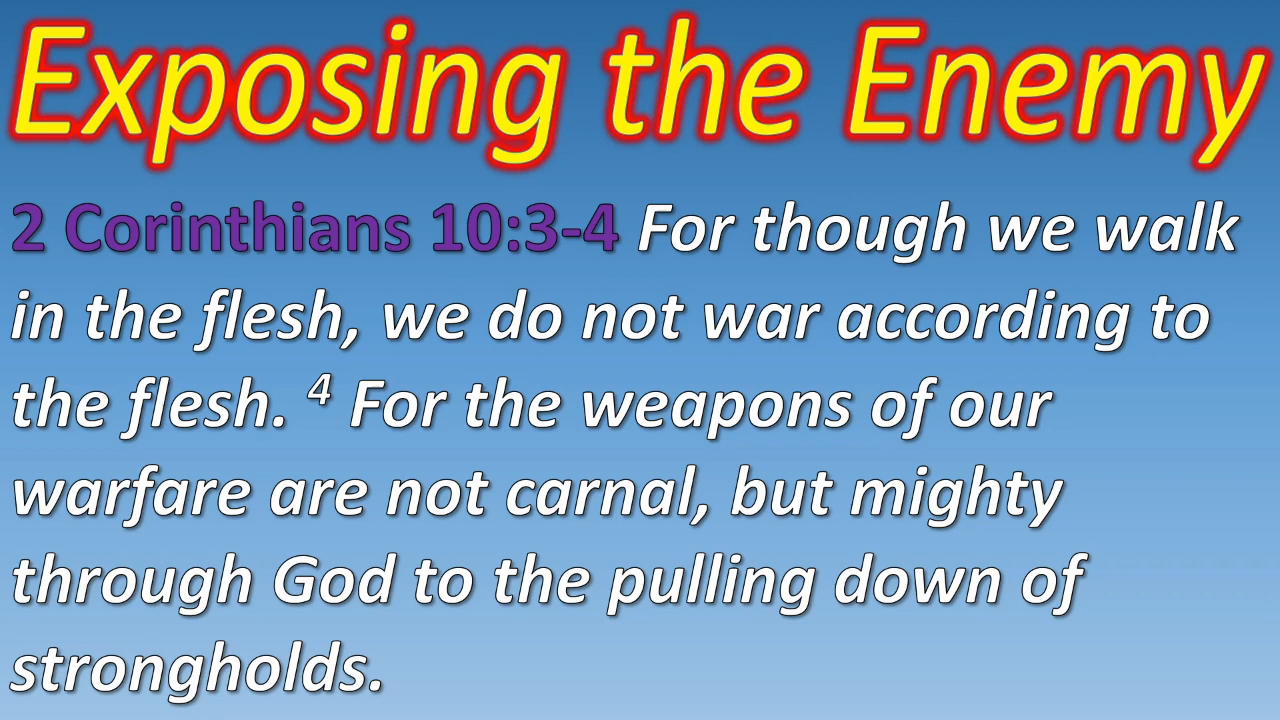 Exposing the Enemy
2 Corinthians 10:3-4 For though we walk
in the flesh, we do not war according to
the flesh. ⁴ For the weapons of our
warfare are not carnal, but mighty
through God to the pulling down of
strongholds.